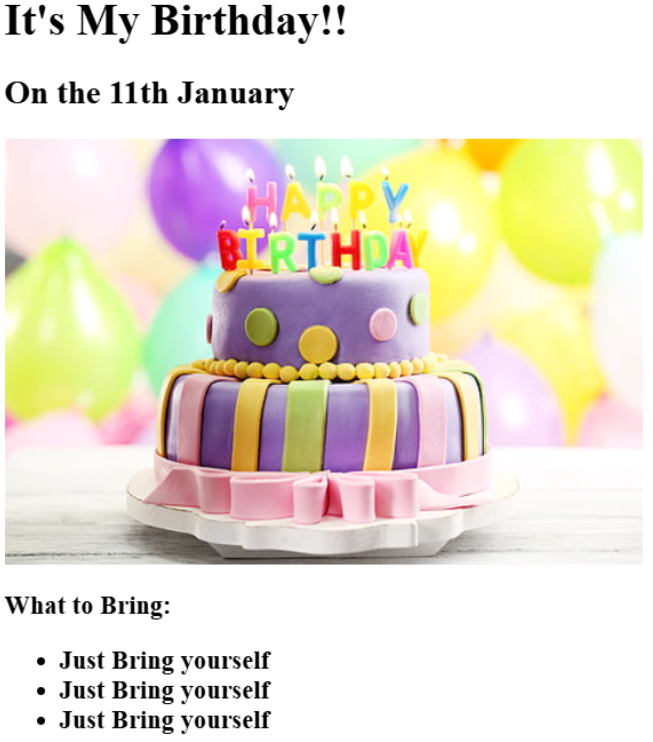 It's My Birthday!!
On the 11th January
HAPPY
BIRTHDAY
What to Bring:
Just Bring yourself
Just Bring yourself
Just Bring yourself